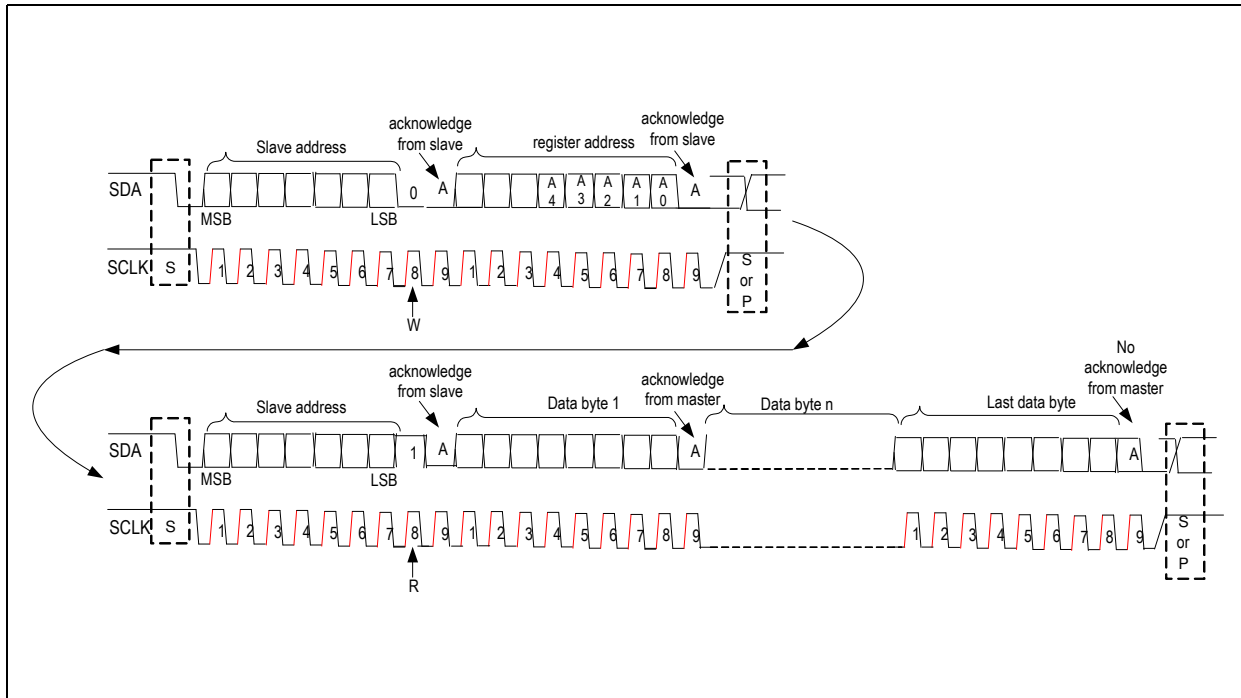 acknowledge
from slave
acknowledge
from slave
Slave address
register address
SDA
0
A
A
4
A
3
A
2
A
1
A
0
A
MSB
LSB
SCLK
S
1 2 3 4 5 6 7 8 9 1 2 3 4 5 6 7 8 9
S
or
P
W
No
acknowledge
from master
acknowledge
from slave
acknowledge
from master
Slave address
Data byte 1
Data byte n
Last data byte
SDA
1
A
A
A
MSB
LSB
SCLK
S
1 2 3 4 5 6 7 8 9 1 2 3 4 5 6 7 8 9
1 2 3 4 5 6 7 8 9
S
or
P
R